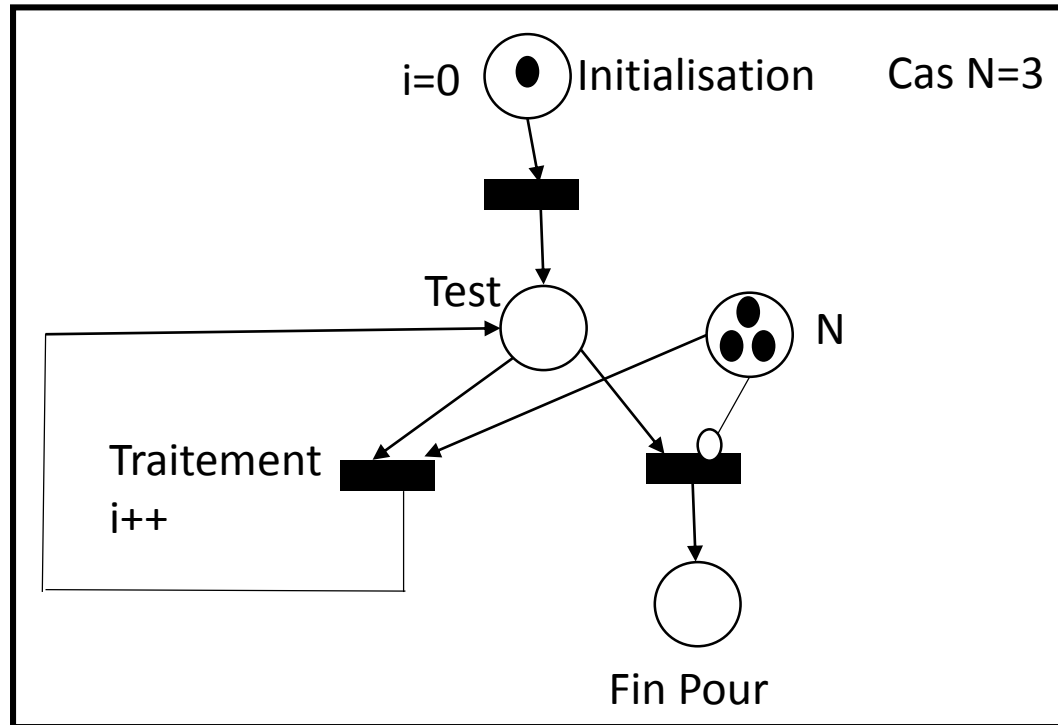 i=0 Initialisation Cas N=3
Test
N
Traitement
i++
Fin Pour